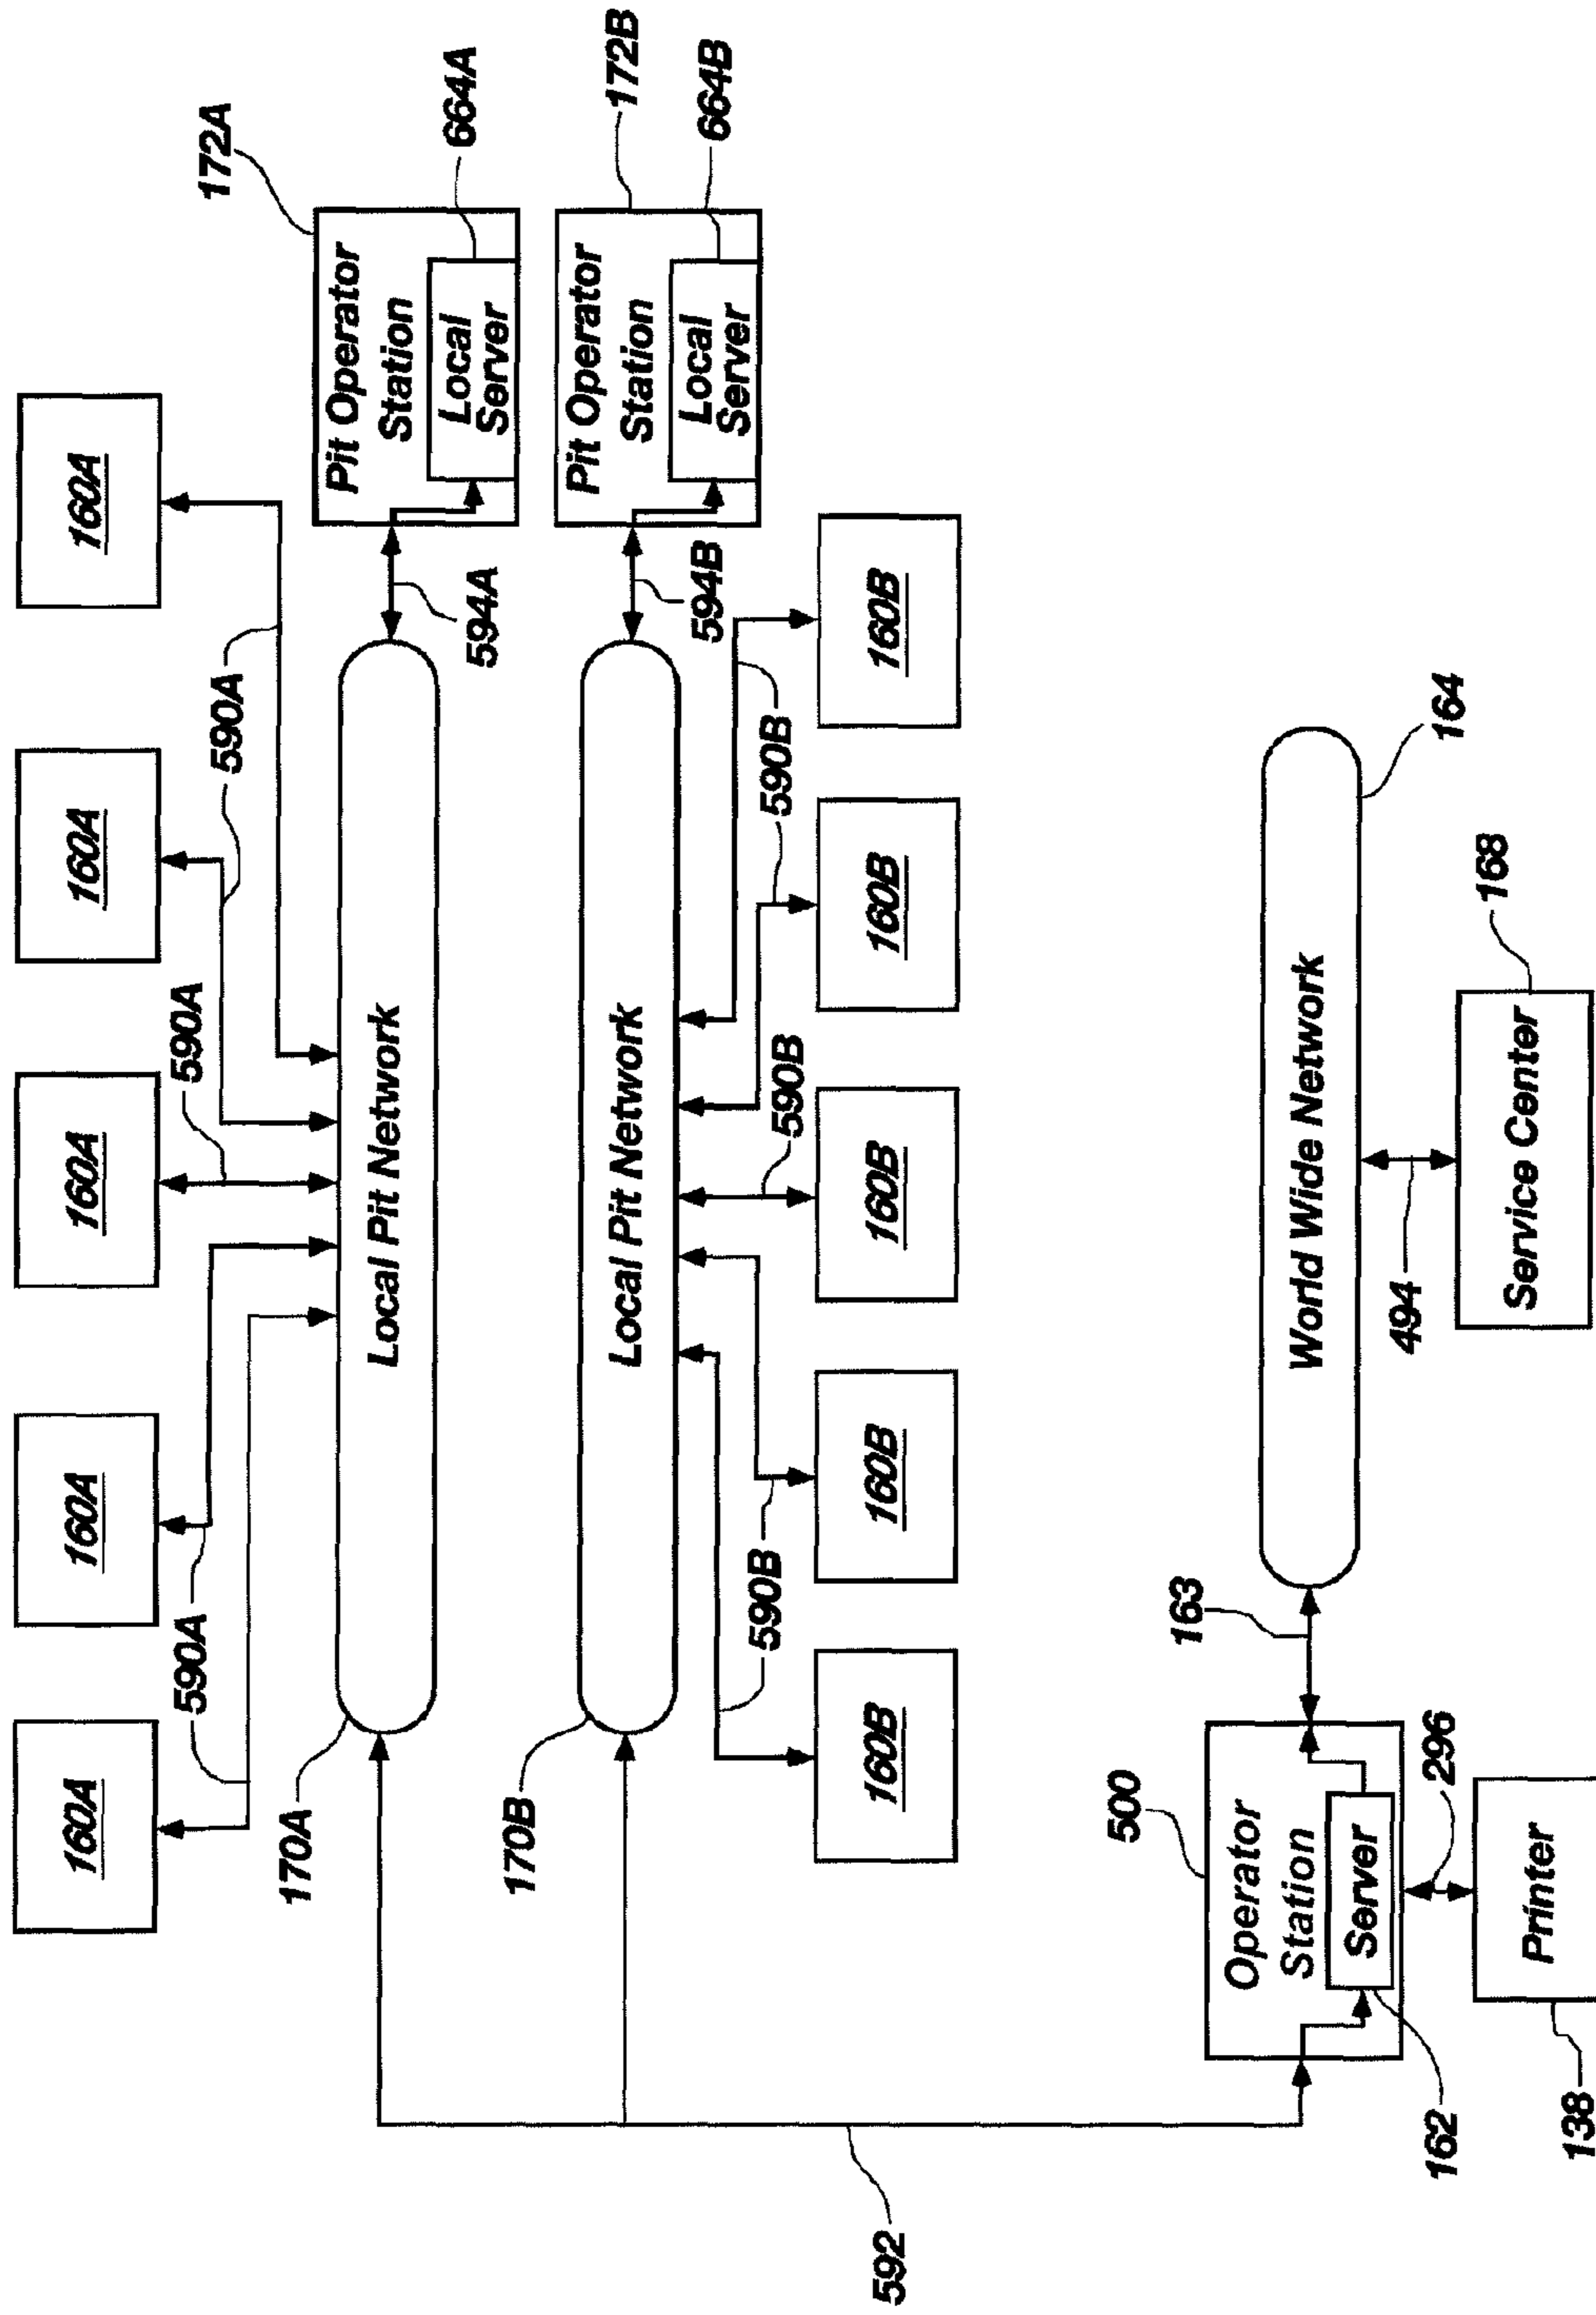 160A
160A
160A
160A
160A
590A
590A
590A
172A
170A
Local Pit Network
594A
Pit Operator
Station
Local
Server
664A
170B
Local Pit Network
594B
Pit Operator
Station
Local
Server
172B
664B
590B
590B
590B
160B
160B
160B
160B
160B
592
500
Operator
Station
Server
162
163
World Wide Network
164
296
494
Printer
138
Service Center
168